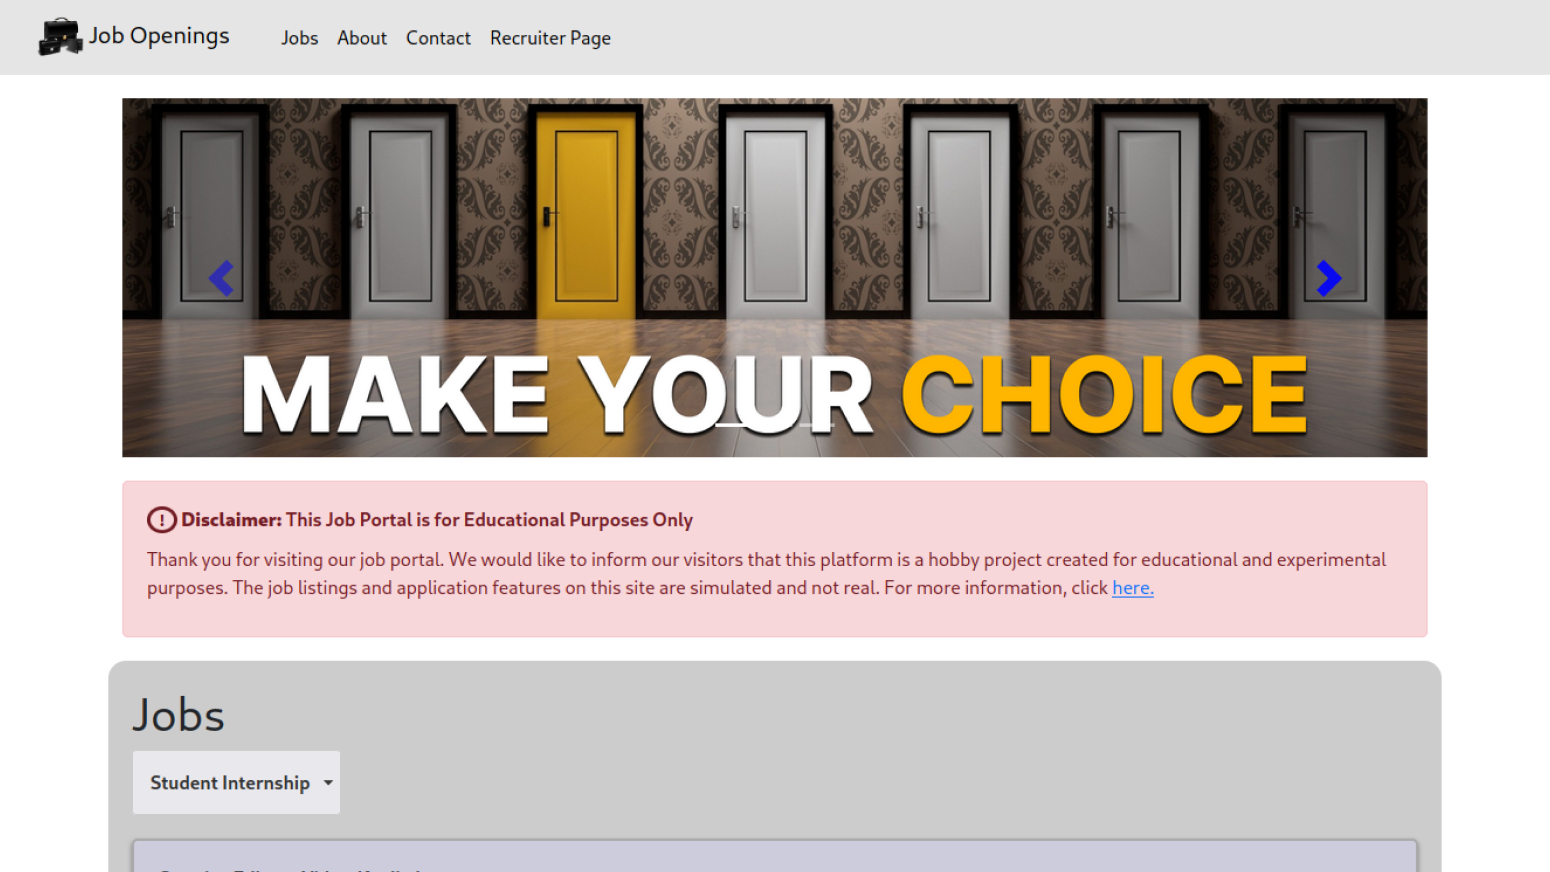 Job Openings
Jobs
About
Contact
Recruiter Page
MAKE YOUR CHOICE
Disclaimer: This Job Portal is for Educational Purposes Only
Thank you for visiting our job portal. We would like to inform our visitors that this platform is a hobby project created for educational and experimental
purposes. The job listings and application features on this site are simulated and not real. For more information, click here.
Jobs
Student Internship